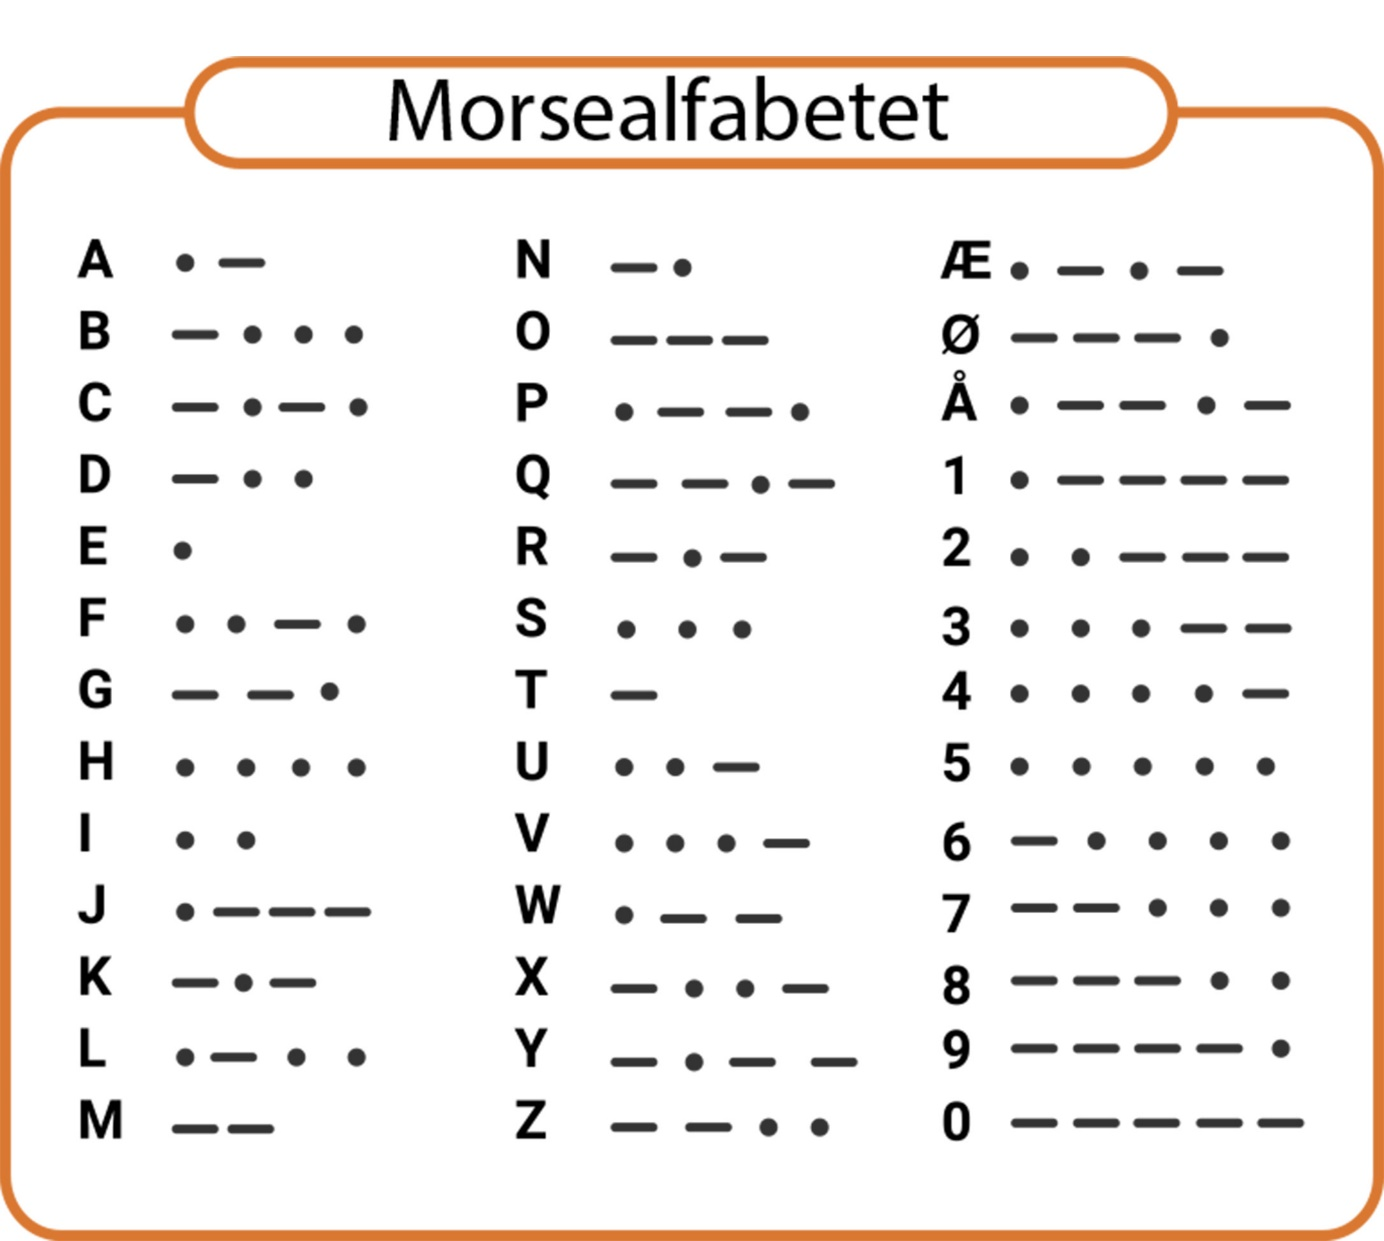 Morsealfabetet
A • —
B — • • •
C — • — •
D — • •
E •
F • • — •
G — — •
H • • • •
I • •
J • — — —
K — • —
L • — • •
M — —
N — •
O — — —
P • — — •
Q — — • —
R — • —
S • • •
T —
U • • —
V • • • —
W • — —
X — • • —
Y — • — —
Z — — • •
Æ • — • —
Ø — — — •
Å • — — • —
1 • — — — —
2 • • — — —
3 • • • — —
4 • • • • —
5 • • • • •
6 — • • • •
7 — — • • •
8 — — — • •
9 — — — — •
0 — — — — —